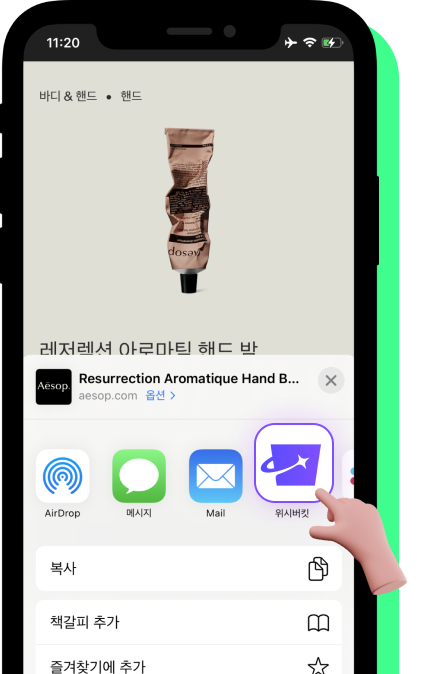 11:20
바디 & 핸드 • 핸드
dosəy
레저렉션 아로마틱 핸드 밤
Aēsop.
Resurrection Aromatique Hand B...
aesop.com 옵션 >
AirDrop
메시지
Mail
위시버킷
복사
책갈피 추가
즐겨찾기에 추가